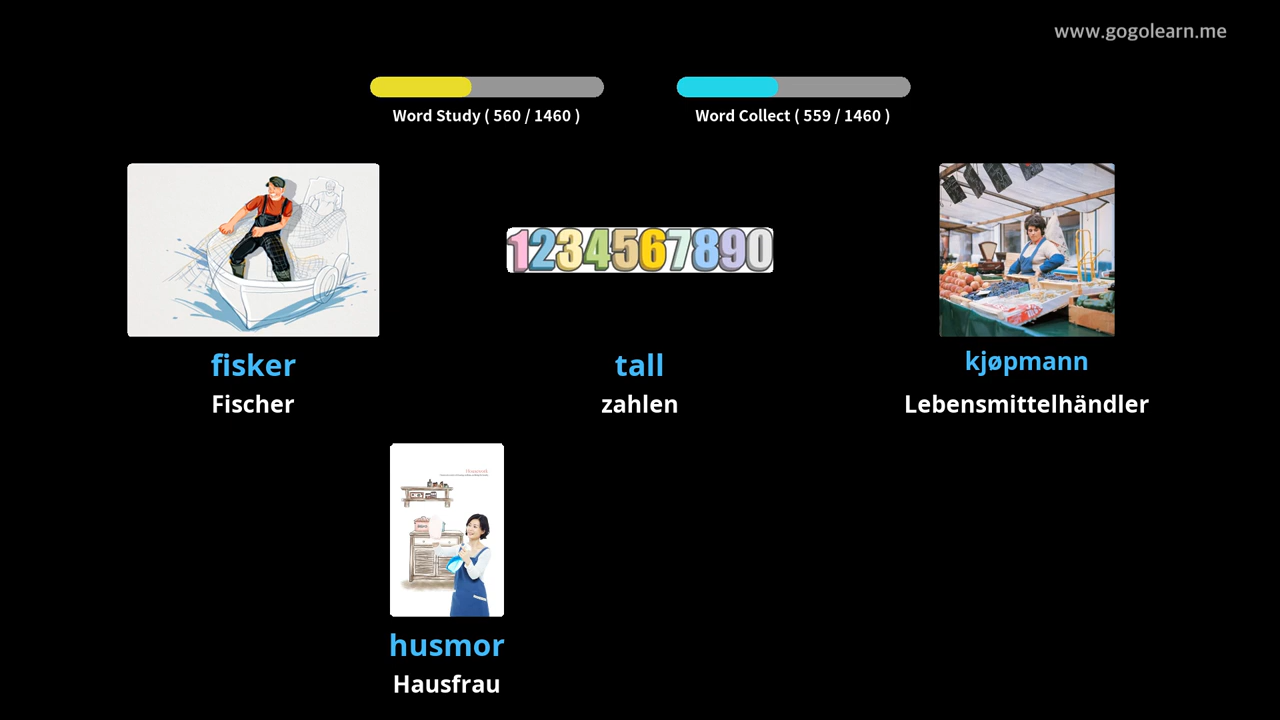 www.gogolearn.me
Word Study ( 560 / 1460 )
Word Collect ( 559 / 1460 )
1234567890
fisker
tall
kjøpmann
Fischer
zahlen
Lebensmittelhändler
husmor
Hausfrau